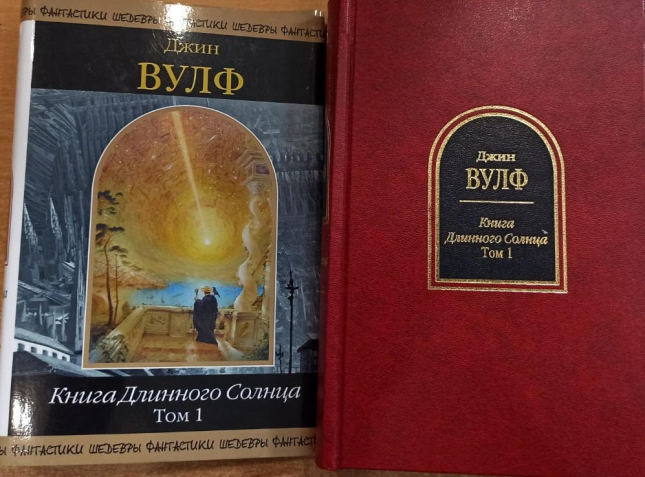 ФАНТАСТИКИ ШЕДЕВРЫ ФАНТАСТИКИ ШЕДЕВРЫ
Джин
ВУЛФ
Книга Длинного Солнца
Том 1
ФАНТАСТИКИ ШЕДЕВРЫ ФАНТАСТИКИ ШЕДЕВРЫ
Джин
ВУЛФ
Книга
Длинного Солнца
Том 1